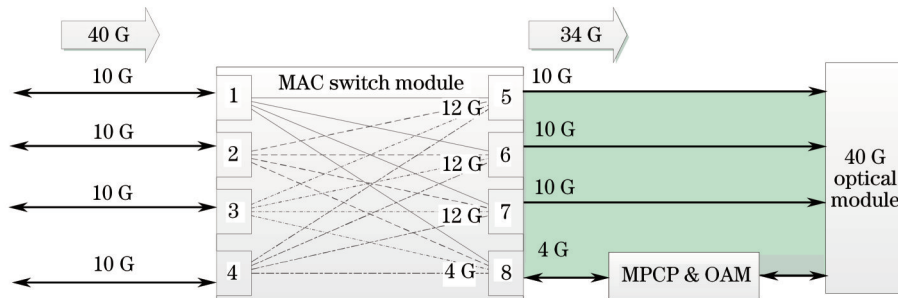 40 G
34 G
10 G
10 G
10 G
10 G
MAC switch module
1
2
3
4
12 G
12 G
12 G
4 G
5
6
7
8
10 G
10 G
10 G
4 G
MPCP & OAM
40 G
optical
module